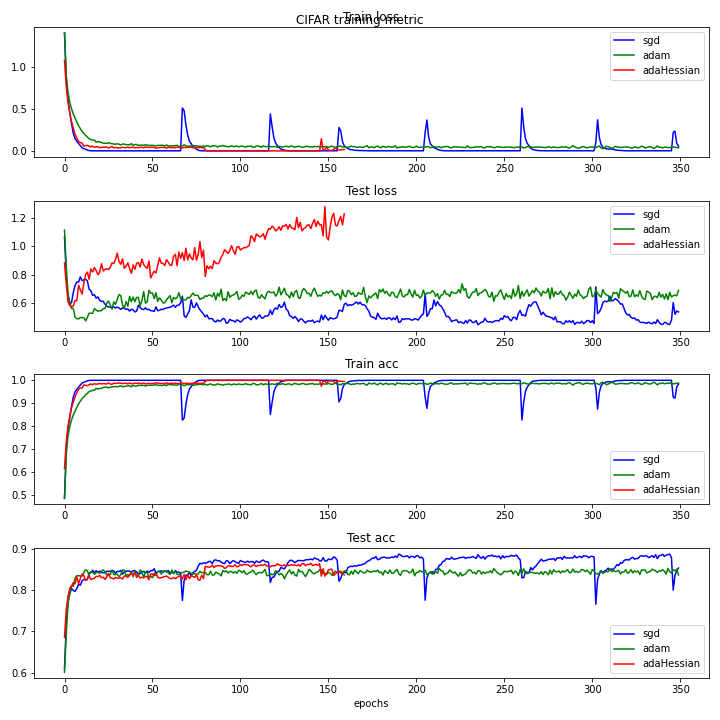 Train loss
CIFAR training metric
sgd
adam
adaHessian
1.0
0.5
0.0
0 50 100 150 200 250 300 350
Test loss
sgd
adam
adaHessian
1.2
1.0
0.8
0.6
0 50 100 150 200 250 300 350
Train acc
1.0
0.9
0.8
0.7
0.6
0.5
sgd
adam
adaHessian
0 50 100 150 200 250 300 350
Test acc
0.9
0.8
0.7
0.6
sgd
adam
adaHessian
0 50 100 150 200 250 300 350
epochs